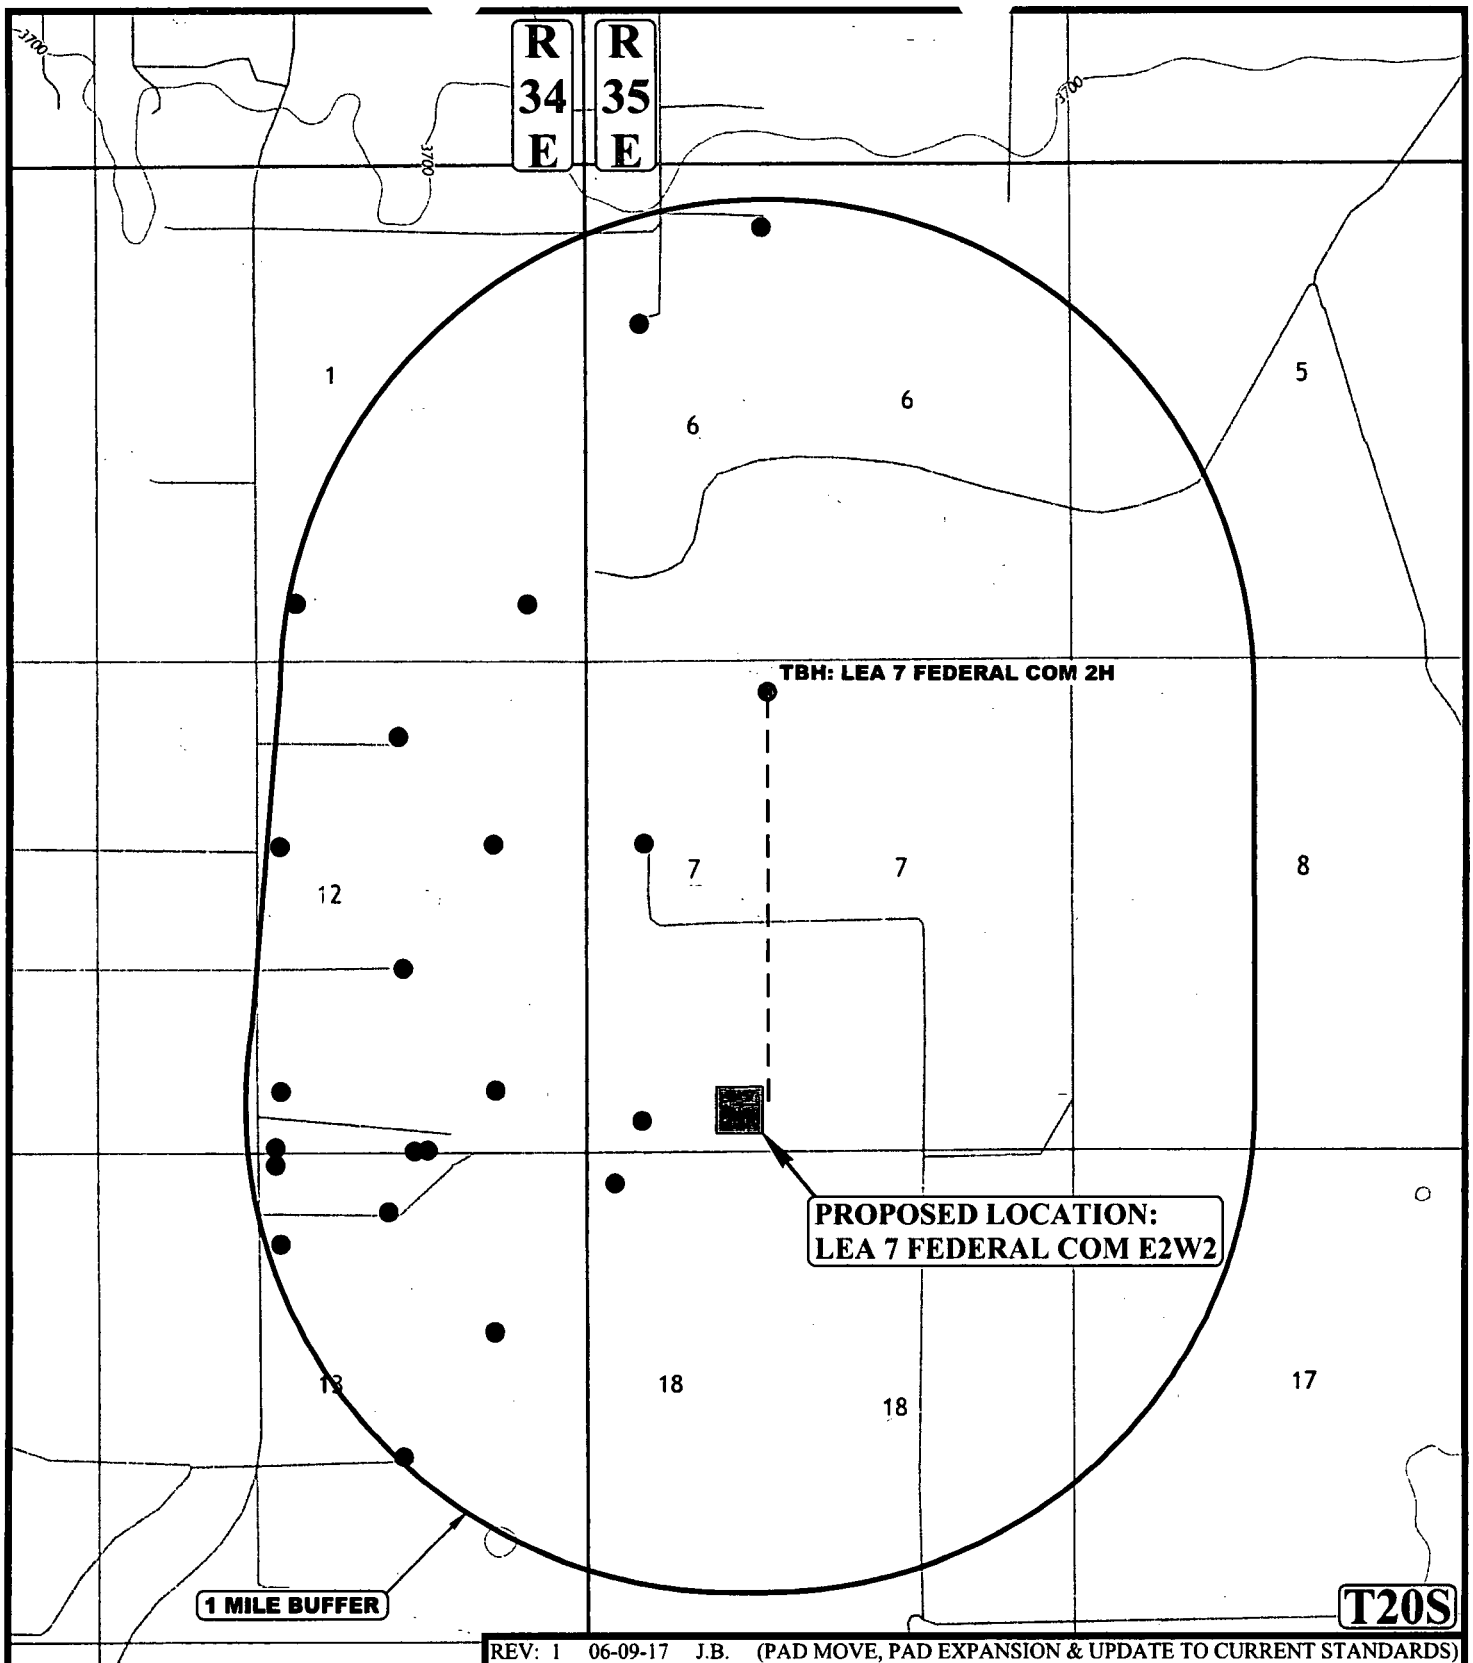 3700
R
34
E
R
35
E
3700
3700
1
5
6
6
TBH: LEA 7 FEDERAL COM 2H
7
7
8
12
PROPOSED LOCATION:
LEA 7 FEDERAL COM E2W2
13
18
18
17
1 MILE BUFFER
T20S
REV: 1 06-09-17 J.B. (PAD MOVE, PAD EXPANSION & UPDATE TO CURRENT STANDARDS)